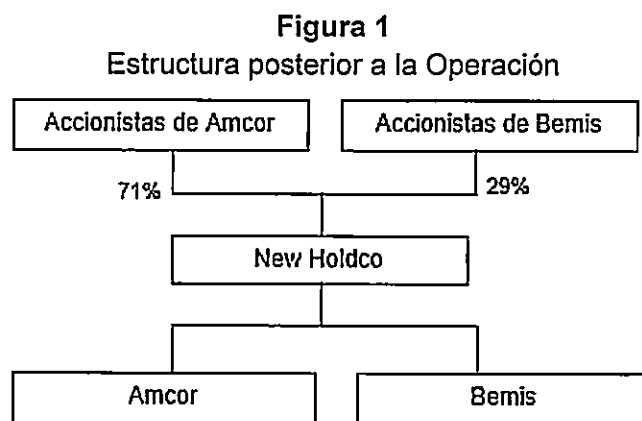 Figura 1
Estructura posterior a la Operación
Accionistas de Amcor
Accionistas de Bemis
71%
29%
New Holdco
Amcor
Bemis